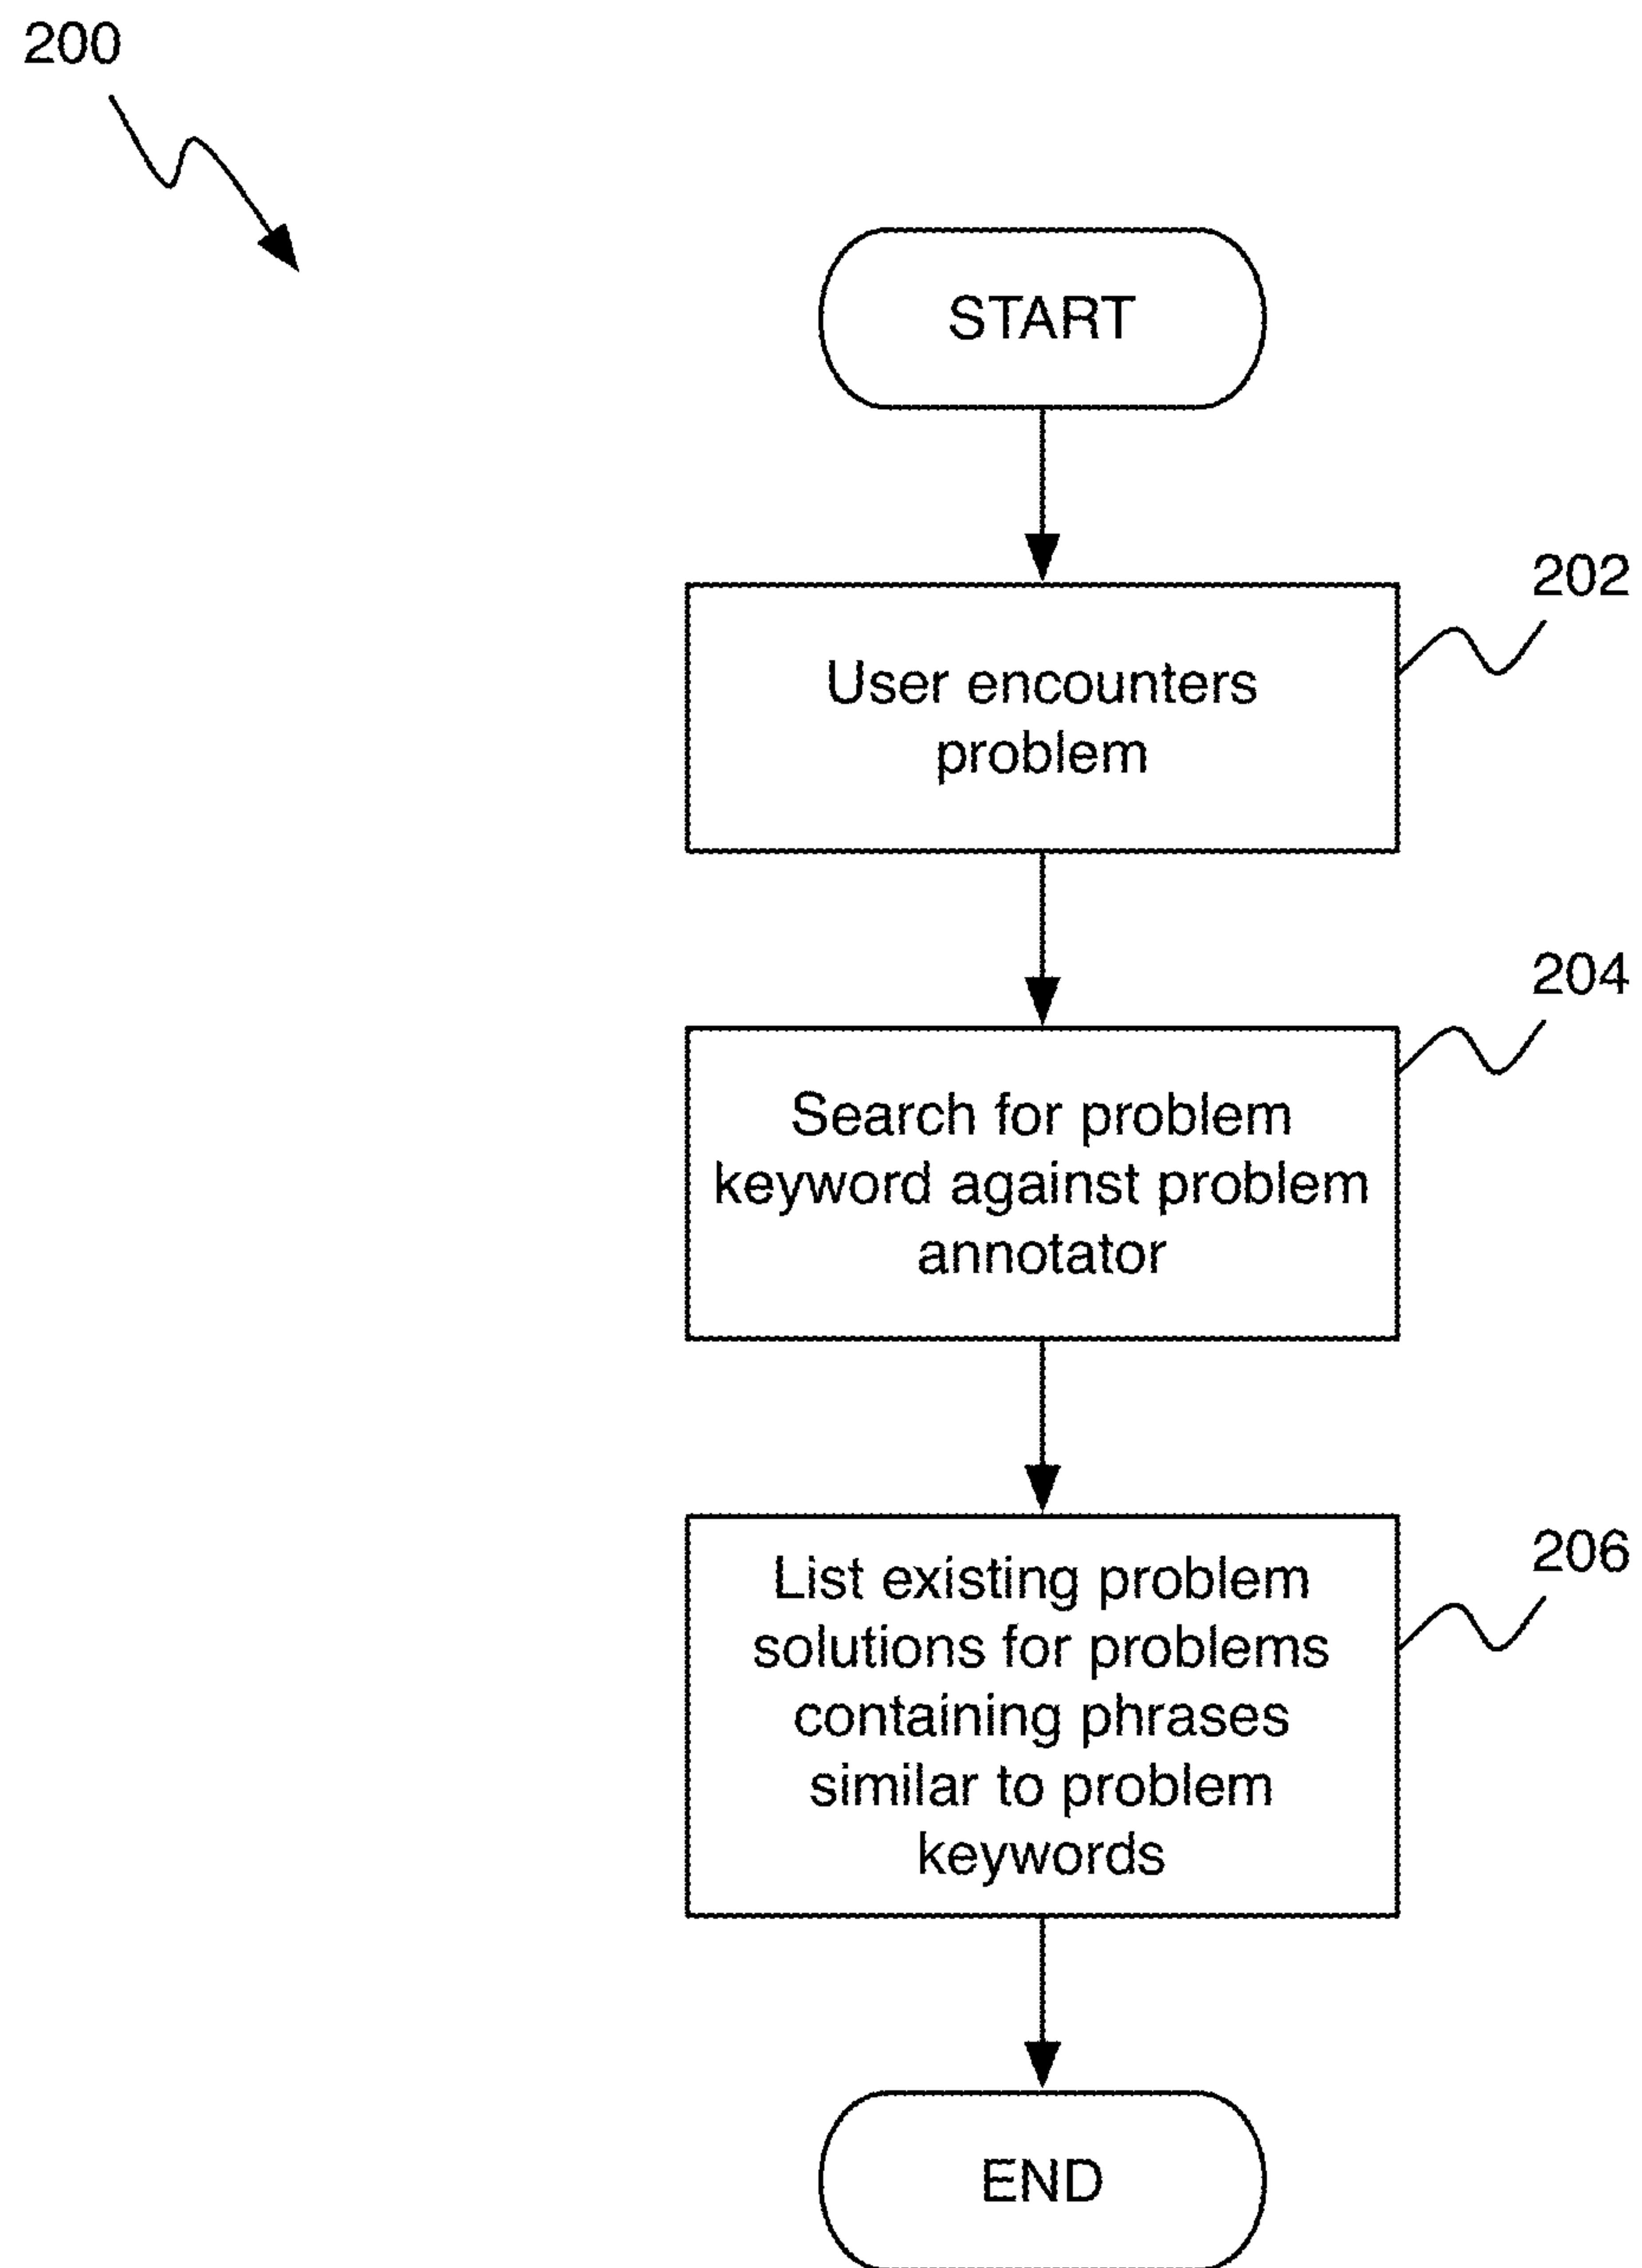 200
START
202
User encounters
problem
204
Search for problem
keyword against problem
annotator
206
List existing problem
solutions for problems
containing phrases
similar to problem
keywords
END